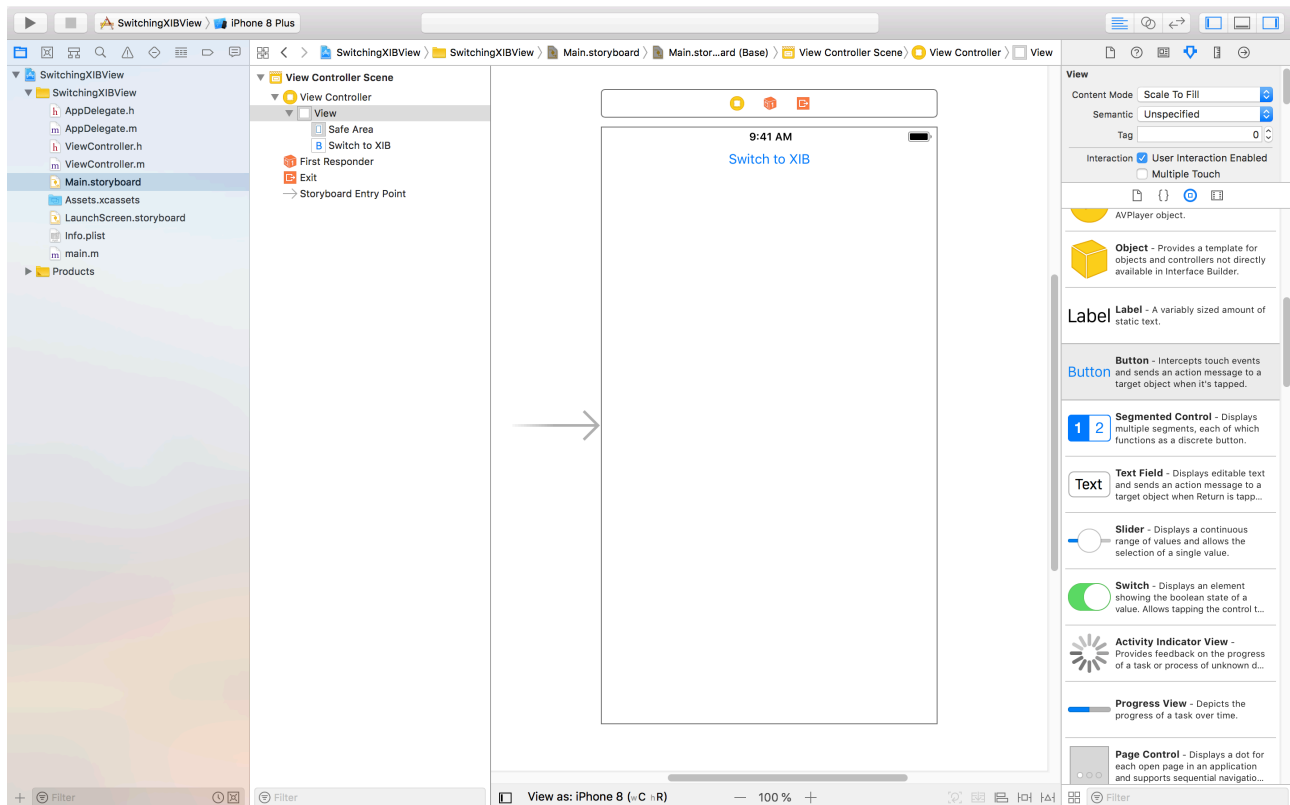 SwitchingXIBView
iPhone 8 Plus
SwitchingXIBView
SwitchingXIBView
Main.storyboard
Main.stor...ard (Base)
View Controller Scene
View Controller
View
SwitchingXIBView
SwitchingXIBView
h AppDelegate.h
m AppDelegate.m
h ViewController.h
m ViewController.m
Main.storyboard
Assets.xcassets
LaunchScreen.storyboard
Info.plist
m main.m
Products
Filter
View Controller Scene
View Controller
View
Safe Area
B Switch to XIB
First Responder
Exit
Storyboard Entry Point
Filter
9:41 AM
Switch to XIB
View as: iPhone 8 (wC hR)
100 %
View
Content Mode Scale To Fill
Semantic Unspecified
Tag 0
Interaction User Interaction Enabled
Multiple Touch
{}
AVPlayer object.
Object - Provides a template for
objects and controllers not directly
available in Interface Builder.
Label
Label - A variably sized amount of
static text.
Button
Button - Intercepts touch events
and sends an action message to a
target object when it's tapped.
1 2
Segmented Control - Displays
multiple segments, each of which
functions as a discrete button.
Text
Text Field - Displays editable text
and sends an action message to a
target object when Return is tapp...
Slider - Displays a continuous
range of values and allows the
selection of a single value.
Switch - Displays an element
showing the boolean state of a
value. Allows tapping the control t...
Activity Indicator View -
Provides feedback on the progress
of a task or process of unknown d...
Progress View - Depicts the
progress of a task over time.
Page Control - Displays a dot for
each open page in an application
and supports sequential navigatio...
Filter